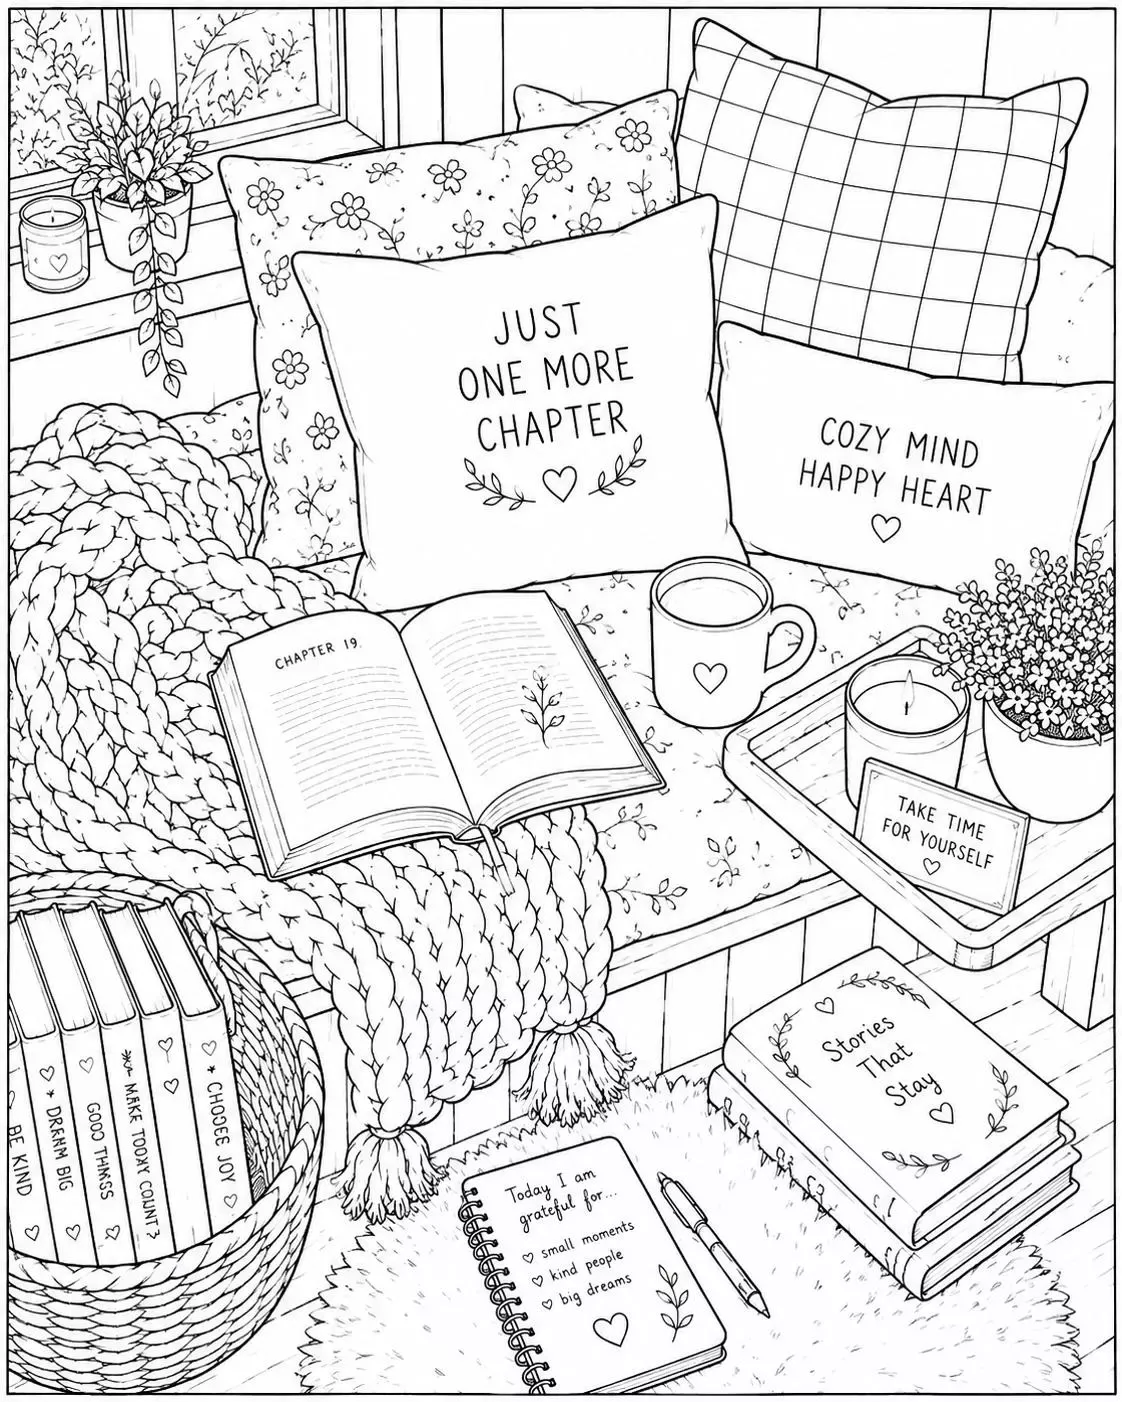 JUST
ONE MORE
CHAPTER
COZY MIND
HAPPY HEART
CHAPTER 19.
TAKE TIME
FOR YOURSELF
Stories
That
Stay
BE KIND
DREAM BIG
GOOD
MAKE TODAY COUNT
CHOOSE JOY
Today I am
grateful for...
small moments
kind people
big dreams